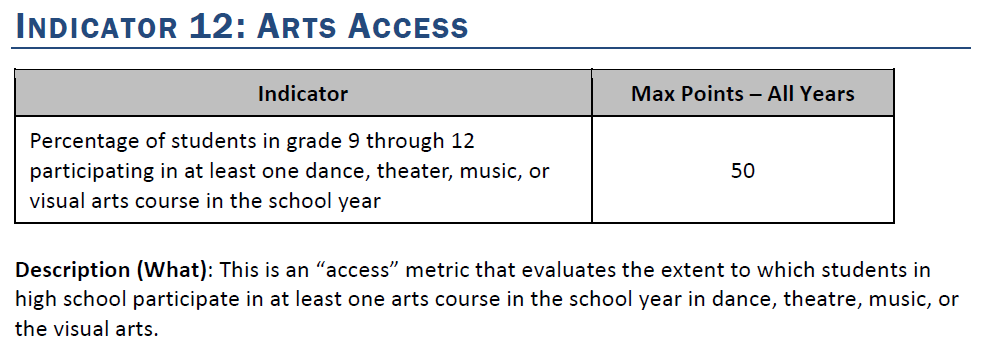 INDICATOR 12: ARTS ACCESS
Indicator
Max Points – All Years
Percentage of students in grade 9 through 12
participating in at least one dance, theater, music, or
visual arts course in the school year
50
Description (What): This is an “access” metric that evaluates the extent to which students in
high school participate in at least one arts course in the school year in dance, theatre, music, or
the visual arts.